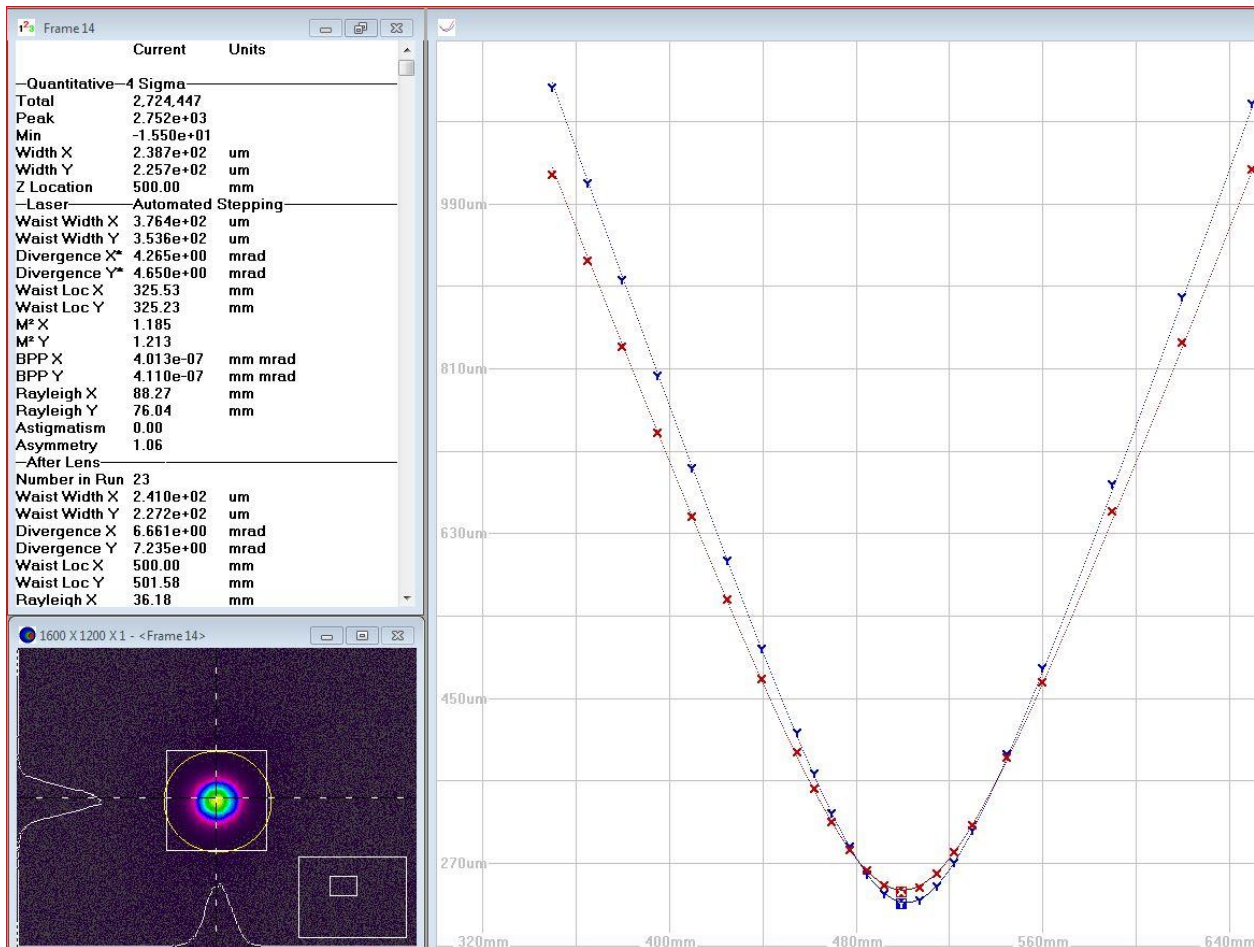 Frame 14
Current Units
Quantitative 4 Sigma
Total 2,724,447
Peak 2.752e+03
Min -1.550e+01
Width X 2.387e+02 um
Width Y 2.257e+02 um
Z Location 500.00 mm
Laser Automated Stepping
Waist Width X 3.764e+02 um
Waist Width Y 3.536e+02 um
Divergence X* 4.265e+00 mrad
Divergence Y* 4.650e+00 mrad
Waist Loc X 325.53 mm
Waist Loc Y 325.23 mm
M² X 1.185
M² Y 1.213
BPP X 4.013e-07 mm mrad
BPP Y 4.110e-07 mm mrad
Rayleigh X 88.27 mm
Rayleigh Y 76.04 mm
Astigmatism 0.00
Asymmetry 1.06
After Lens
Number in Run 23
Waist Width X 2.410e+02 um
Waist Width Y 2.272e+02 um
Divergence X 6.661e+00 mrad
Divergence Y 7.235e+00 mrad
Waist Loc X 500.00 mm
Waist Loc Y 501.58 mm
Rayleigh X 36.18 mm
1600 X 1200 X 1 - <Frame 14>
990um
810um
630um
450um
270um
320mm 400mm 480mm 560mm 640mm